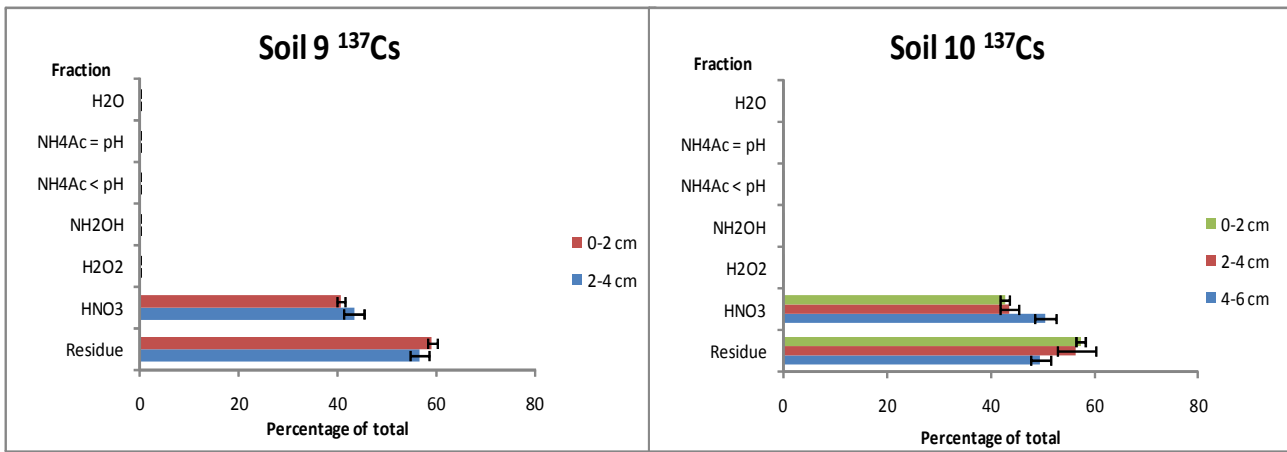 Soil 9 ¹³⁷Cs
Fraction
H2O
NH4Ac = pH
NH4Ac < pH
NH2OH
H2O2
HNO3
Residue
0-2 cm
2-4 cm
0 20 40 60 80
Percentage of total
Soil 10 ¹³⁷Cs
Fraction
H2O
NH4Ac = pH
NH4Ac < pH
NH2OH
H2O2
HNO3
Residue
0-2 cm
2-4 cm
4-6 cm
0 20 40 60 80
Percentage of total